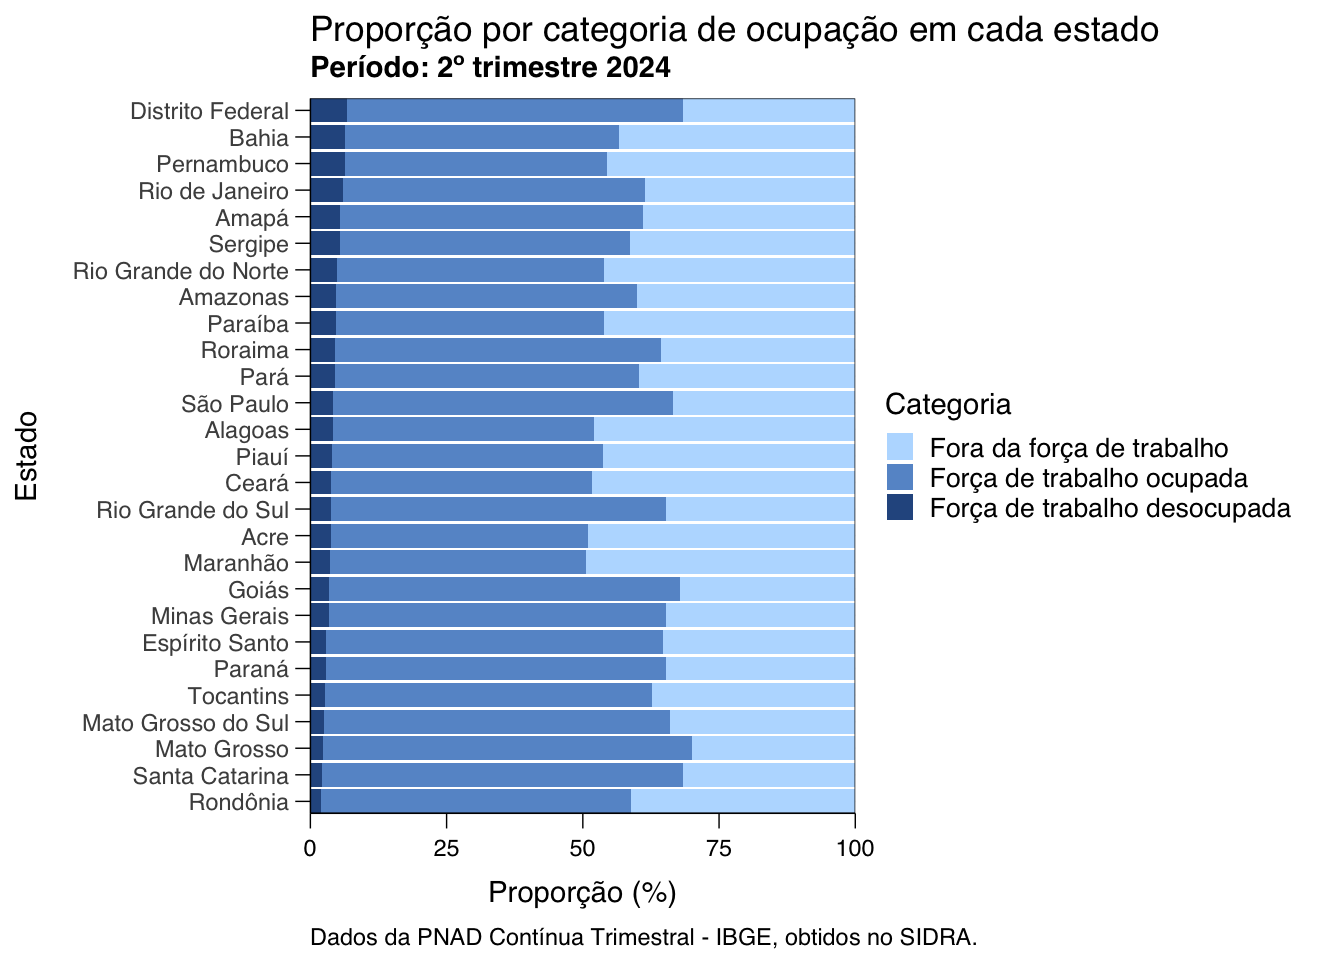 Proporção por categoria de ocupação em cada estado
Período: 2º trimestre 2024
Distrito Federal
Bahia
Pernambuco
Rio de Janeiro
Amapá
Sergipe
Rio Grande do Norte
Amazonas
Paraíba
Roraima
Pará
São Paulo
Alagoas
Piauí
Ceará
Rio Grande do Sul
Acre
Maranhão
Goiás
Minas Gerais
Espírito Santo
Paraná
Tocantins
Mato Grosso do Sul
Mato Grosso
Santa Catarina
Rondônia
Estado
0 25 50 75 100
Proporção (%)
Categoria
Fora da força de trabalho
Força de trabalho ocupada
Força de trabalho desocupada
Dados da PNAD Contínua Trimestral - IBGE, obtidos no SIDRA.